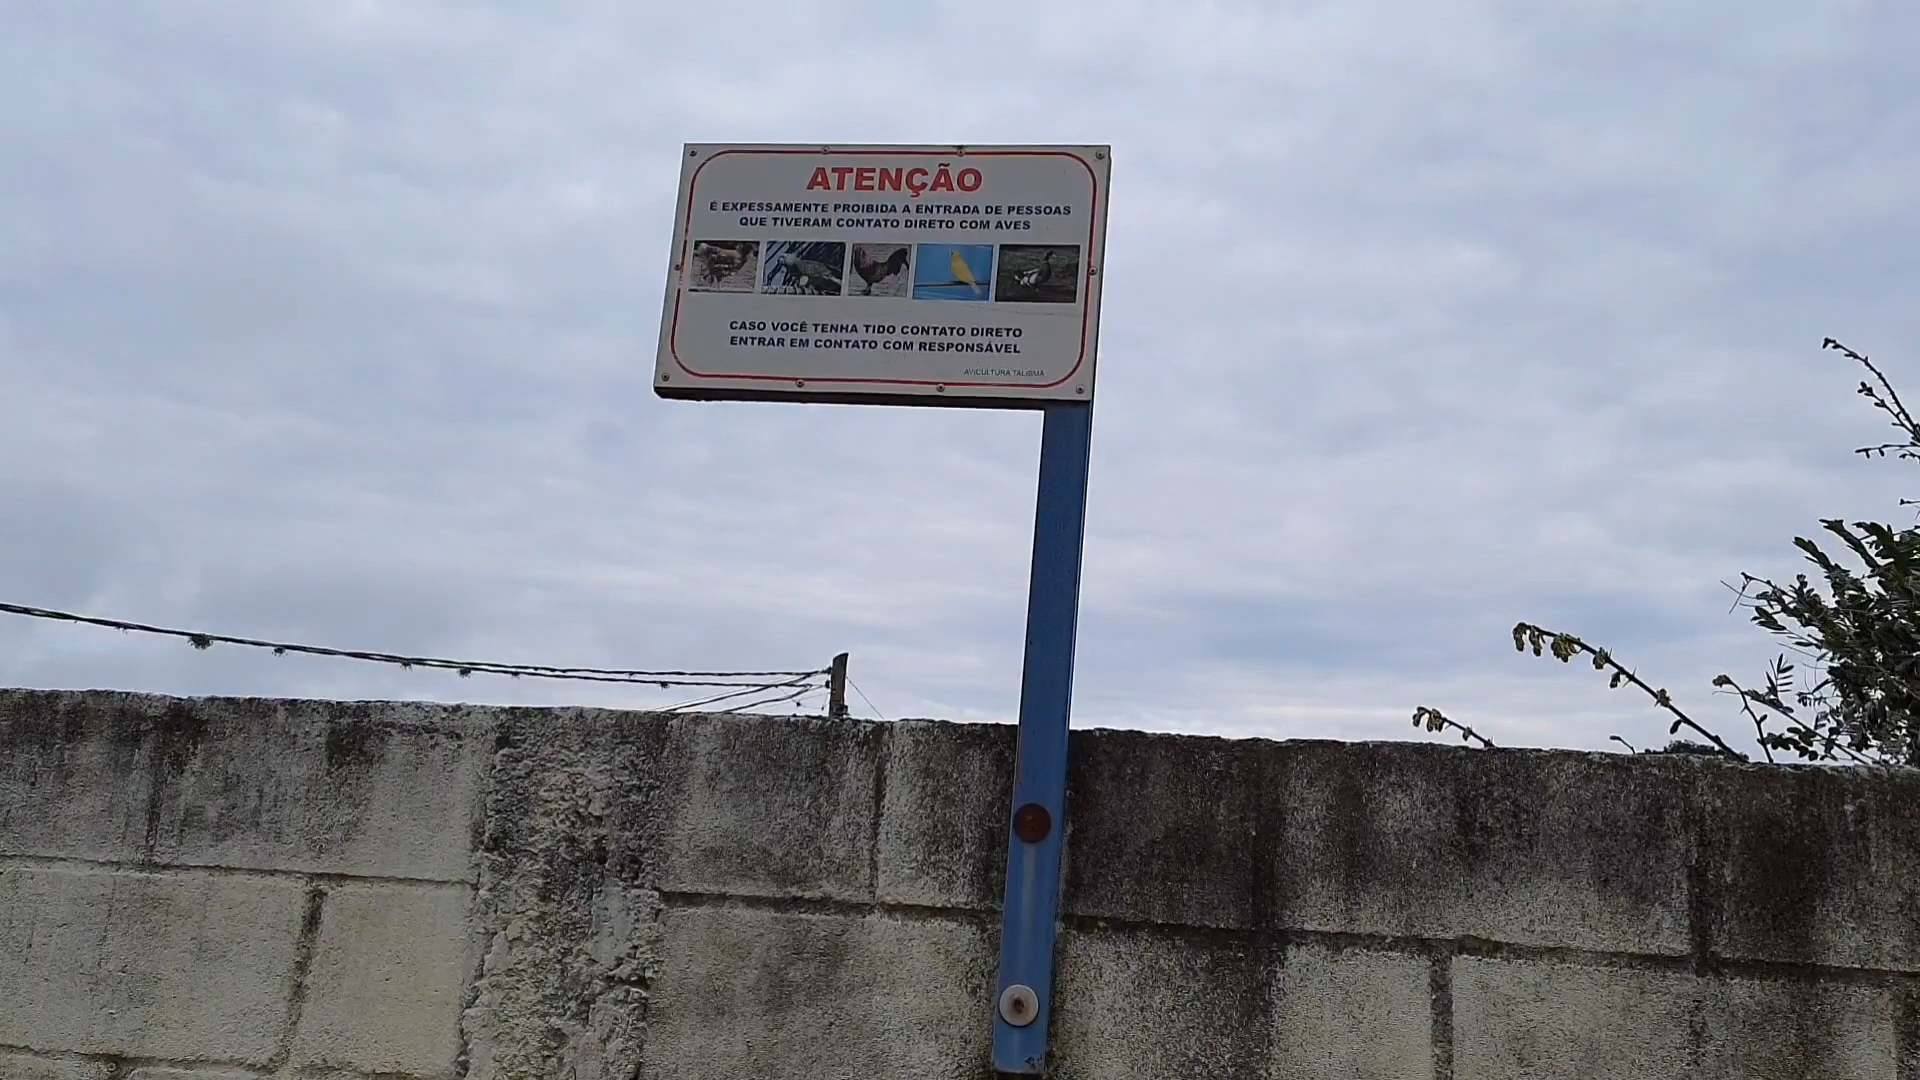 ATENÇÃO
É EXPESSAMENTE PROIBIDA A ENTRADA DE PESSOAS
QUE TIVERAM CONTATO DIRETO COM AVES
CASO VOCÊ TENHA TIDO CONTATO DIRETO
ENTRAR EM CONTATO COM RESPONSÁVEL
AVICULTURA TALISMÃ